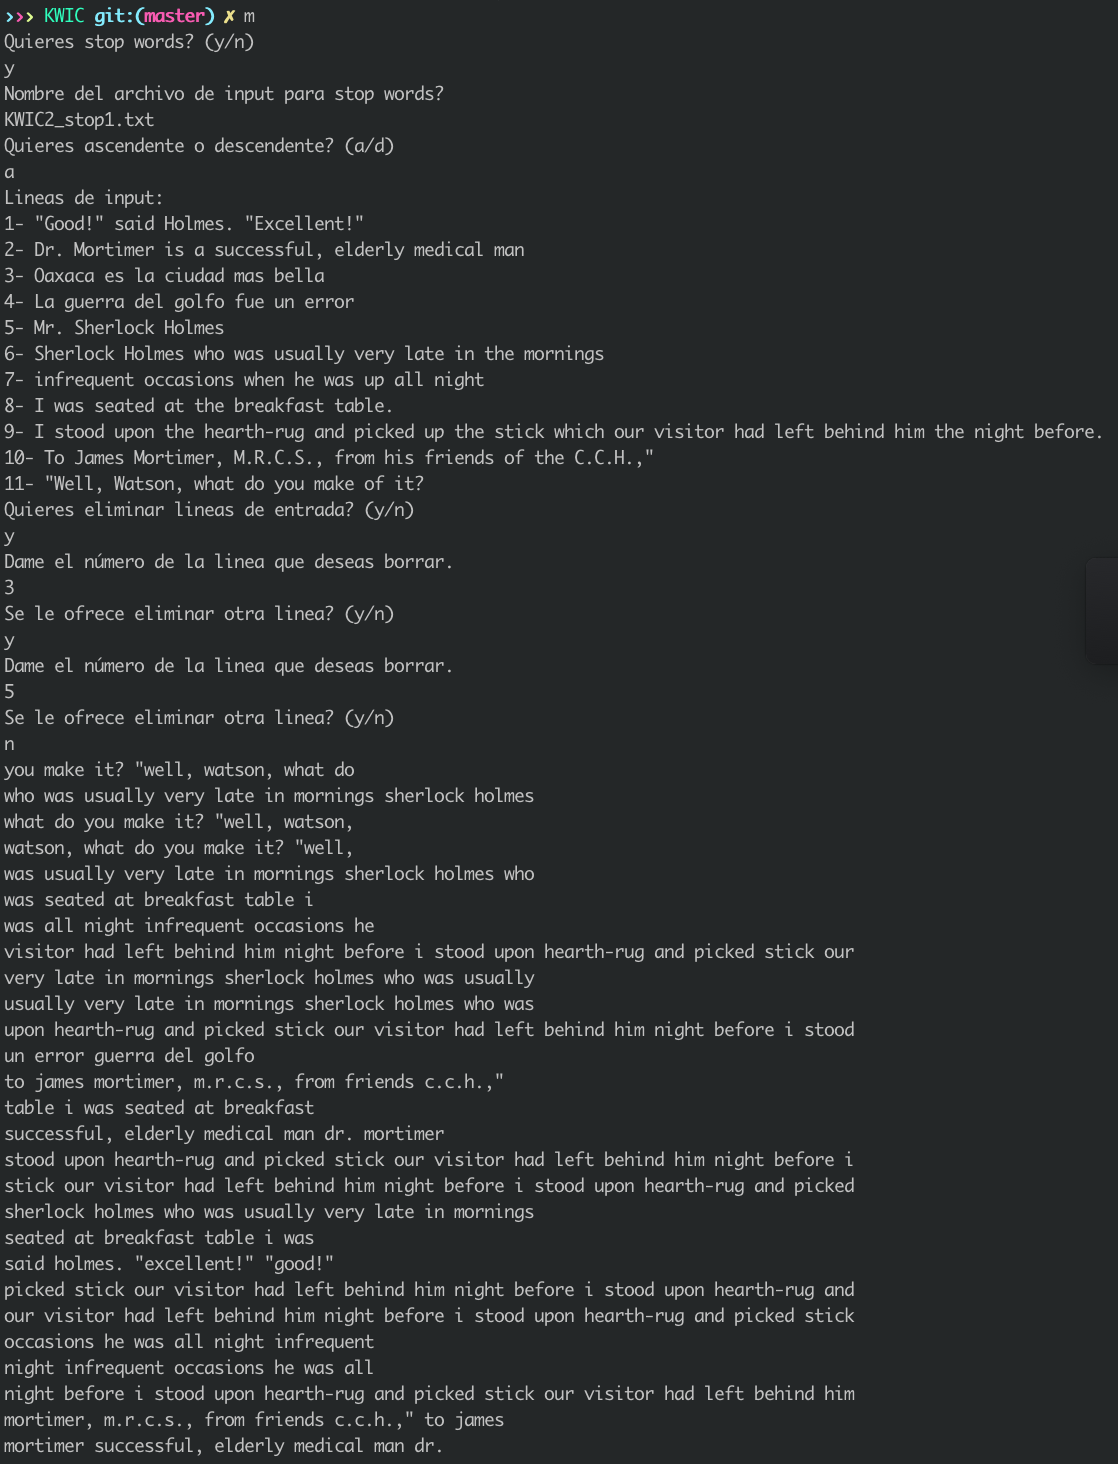 ››› KWIC git:(master) ✗ m
Quieres stop words? (y/n)
y
Nombre del archivo de input para stop words?
KWIC2_stop1.txt
Quieres ascendente o descendente? (a/d)
a
Lineas de input:
1- "Good!" said Holmes. "Excellent!"
2- Dr. Mortimer is a successful, elderly medical man
3- Oaxaca es la ciudad mas bella
4- La guerra del golfo fue un error
5- Mr. Sherlock Holmes
6- Sherlock Holmes who was usually very late in the mornings
7- infrequent occasions when he was up all night
8- I was seated at the breakfast table.
9- I stood upon the hearth-rug and picked up the stick which our visitor had left behind him the night before.
10- To James Mortimer, M.R.C.S., from his friends of the C.C.H.,"
11- "Well, Watson, what do you make of it?
Quieres eliminar lineas de entrada? (y/n)
y
Dame el número de la linea que deseas borrar.
3
Se le ofrece eliminar otra linea? (y/n)
y
Dame el número de la linea que deseas borrar.
5
Se le ofrece eliminar otra linea? (y/n)
n
you make it? "well, watson, what do
who was usually very late in mornings sherlock holmes
what do you make it? "well, watson,
watson, what do you make it? "well,
was usually very late in mornings sherlock holmes who
was seated at breakfast table i
was all night infrequent occasions he
visitor had left behind him night before i stood upon hearth-rug and picked stick our
very late in mornings sherlock holmes who was usually
usually very late in mornings sherlock holmes who was
upon hearth-rug and picked stick our visitor had left behind him night before i stood
un error guerra del golfo
to james mortimer, m.r.c.s., from friends c.c.h.,"
table i was seated at breakfast
successful, elderly medical man dr. mortimer
stood upon hearth-rug and picked stick our visitor had left behind him night before i
stick our visitor had left behind him night before i stood upon hearth-rug and picked
sherlock holmes who was usually very late in mornings
seated at breakfast table i was
said holmes. "excellent!" "good!"
picked stick our visitor had left behind him night before i stood upon hearth-rug and
our visitor had left behind him night before i stood upon hearth-rug and picked stick
occasions he was all night infrequent
night infrequent occasions he was all
night before i stood upon hearth-rug and picked stick our visitor had left behind him
mortimer, m.r.c.s., from friends c.c.h.," to james
mortimer successful, elderly medical man dr.